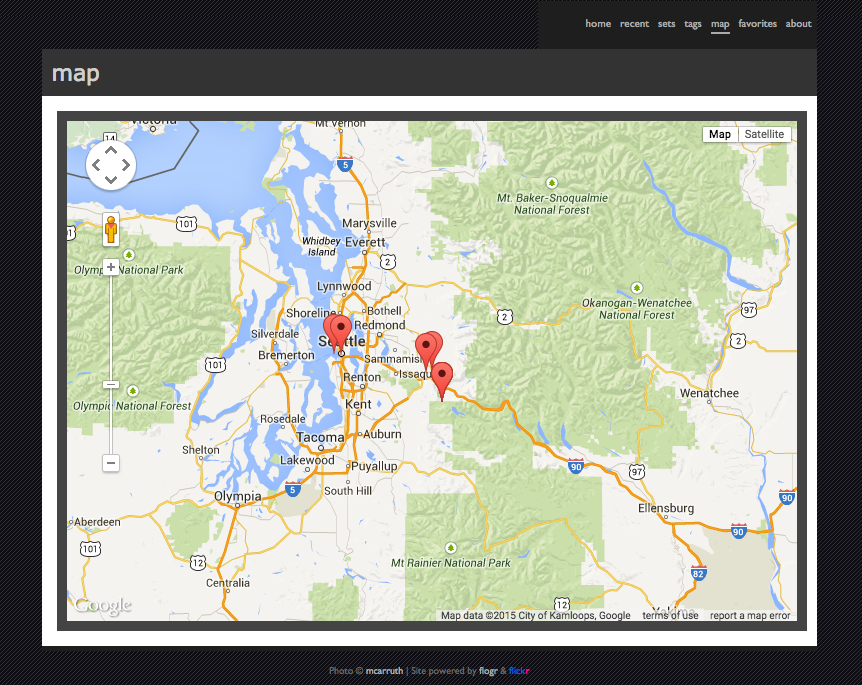 home recent sets tags map favorites about
map
Map Satellite
Victoria
Mt Vernon
14
5
101
101
Mt. Baker-Snoqualmie
National Forest
Marysville
Whidbey
Island
Everett
2
Olympic National Park
Lynnwood
Okanogan-Wenatchee
National Forest
97
2
Shoreline
Bothell
Redmond
Silverdale
Seattle
2
Bremerton
Sammamish
101
Issaqu
Renton
Wenatchee
Olympic National Forest
Kent
Rosedale
Tacoma
Auburn
Shelton
Lakewood
Puyallup
90
97
5
South Hill
Olympia
90
Ellensburg
Aberdeen
90
101
12
Mt Rainier National Park
82
Centralia
12
Yakima
Google
Map data ©2015 City of Kamloops, Google terms of use report a map error
Photo © mcarruth | Site powered by flogr & flickr